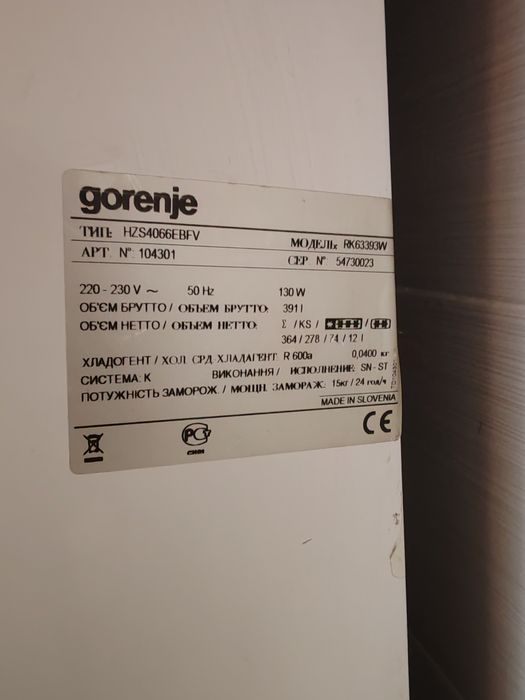 gorenje
ТИП: HZS4066EBFV МОДЕЛЬ: RK63393W
АРТ. №: 104301 СЕР. № 54730023
220 - 230 V ~ 50 Hz 130 W
ОБ'ЄМ БРУТТО / ОБЪЕМ БРУТТО: 391 l
ОБ'ЄМ НЕТТО / ОБЪЕМ НЕТТО: Σ / KS / ✱✱✱✱ / ✱✱
364 / 278 / 74 / 12 l
ХЛАДОГЕНТ / ХОЛ. СРД. ХЛАДАГЕНТ: R 600a 0,0400 кг
СИСТЕМА: K ВИКОНАННЯ / ИСПОЛНЕНИЕ: SN - ST
ПОТУЖНІСТЬ ЗАМОРОЖ. / МОЩН. ЗАМОРАЖ: 15кг / 24 год/ч
MADE IN SLOVENIA
РСТ CE